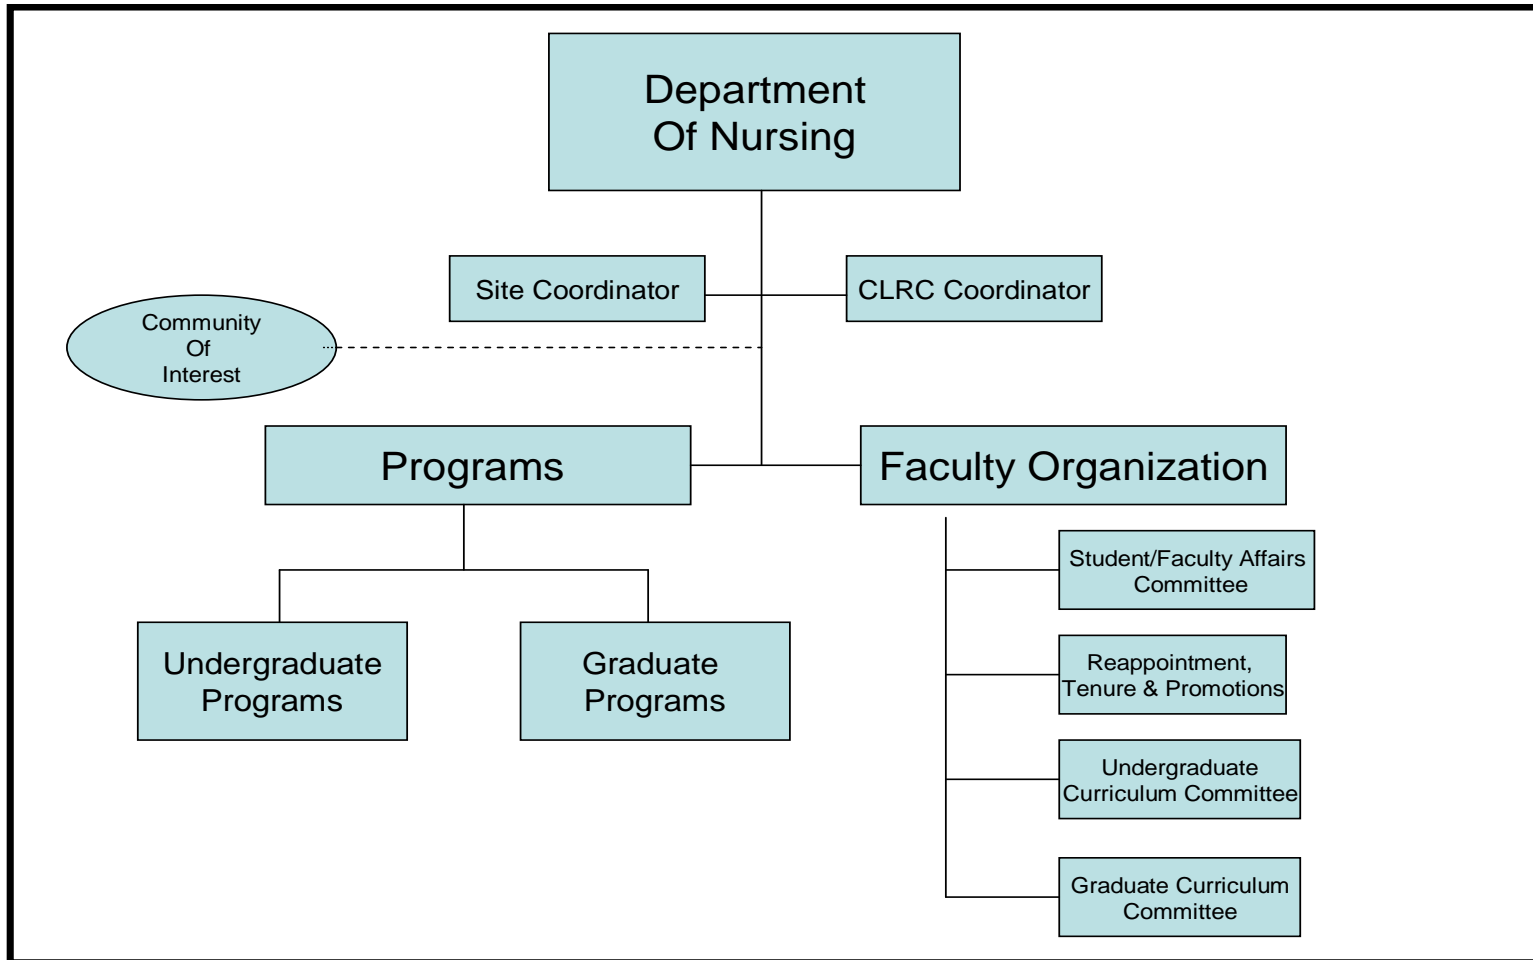 Department
Of Nursing
Site Coordinator
CLRC Coordinator
Community
Of
Interest
Programs
Faculty Organization
Student/Faculty Affairs
Committee
Undergraduate
Programs
Graduate
Programs
Reappointment,
Tenure & Promotions
Undergraduate
Curriculum Committee
Graduate Curriculum
Committee